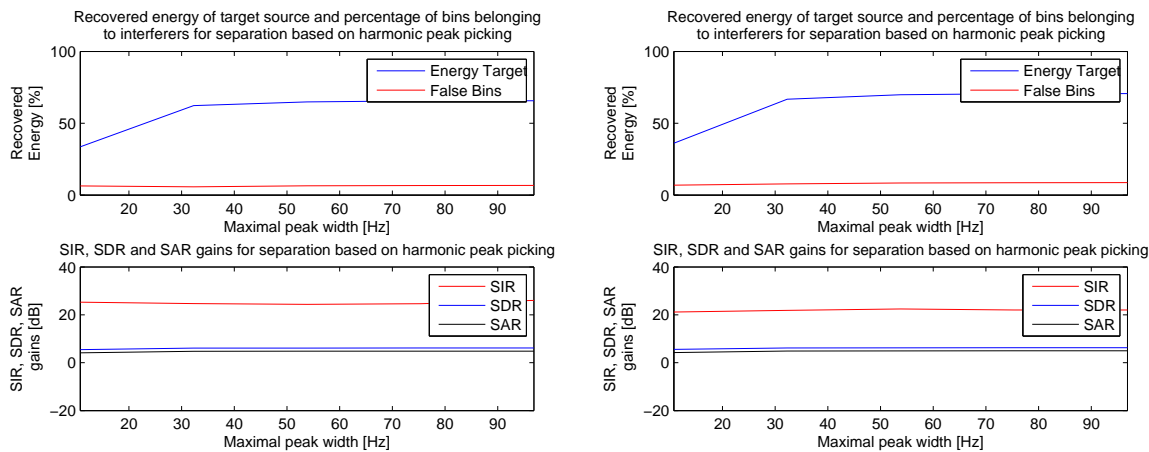 Recovered energy of target source and percentage of bins belonging
to interferers for separation based on harmonic peak picking
100
50
0
Recovered
Energy [%]
Energy Target
False Bins
20 30 40 50 60 70 80 90
Maximal peak width [Hz]
SIR, SDR and SAR gains for separation based on harmonic peak picking
40
20
0
−20
SIR, SDR, SAR
gains [dB]
SIR
SDR
SAR
20 30 40 50 60 70 80 90
Maximal peak width [Hz]
Recovered energy of target source and percentage of bins belonging
to interferers for separation based on harmonic peak picking
100
50
0
Recovered
Energy [%]
Energy Target
False Bins
20 30 40 50 60 70 80 90
Maximal peak width [Hz]
SIR, SDR and SAR gains for separation based on harmonic peak picking
40
20
0
−20
SIR, SDR, SAR
gains [dB]
SIR
SDR
SAR
20 30 40 50 60 70 80 90
Maximal peak width [Hz]